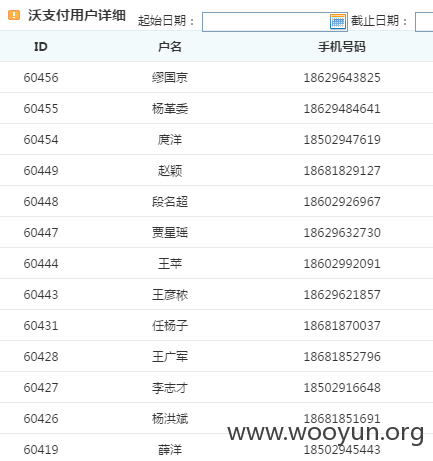 沃支付用户详细 起始日期： 截止日期：
ID 户名 手机号码
60456 缪国京 18629643825
60455 杨革委 18629484641
60454 庹洋 18502947619
60449 赵颖 18681829127
60448 段名超 18602926967
60447 贾星瑶 18629632730
60444 王苹 18602992091
60443 王彦秾 18629621857
60431 任杨子 18681870037
60428 王广军 18681852796
60427 李志才 18502916648
60426 杨洪斌 18681851691
www.wooyun.org
60419 薛洋 18502945443